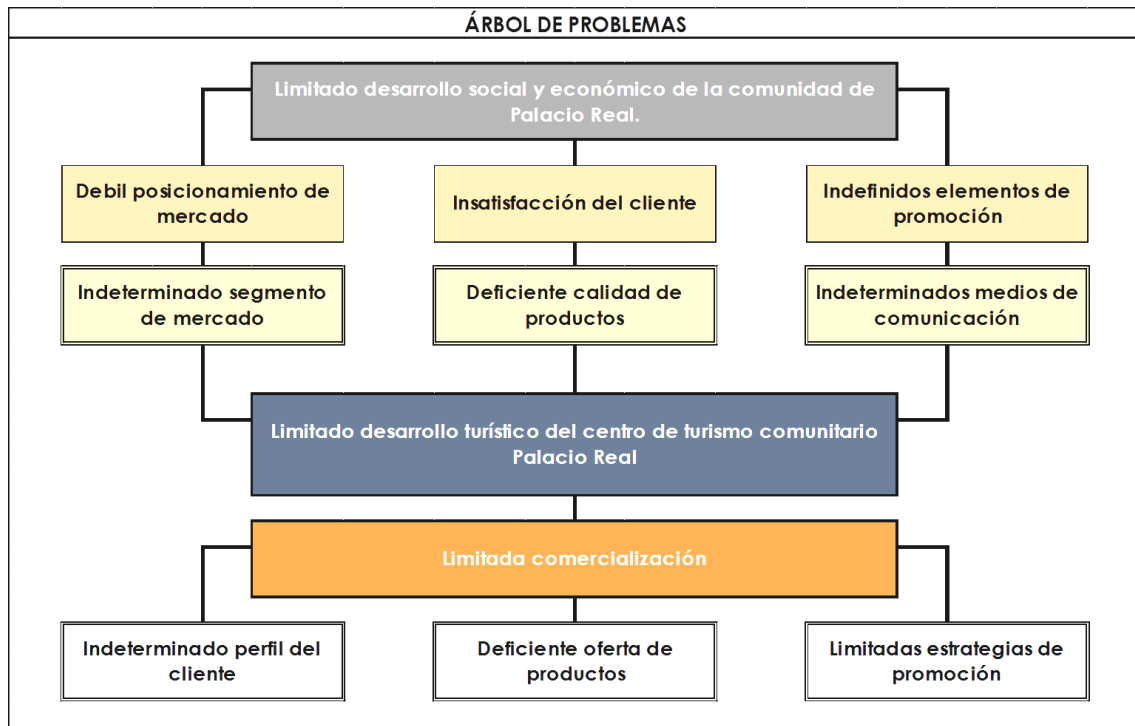 ÁRBOL DE PROBLEMAS
Limitado desarrollo social y económico de la comunidad de
Palacio Real.
Debil posicionamiento de
mercado
Insatisfacción del cliente
Indefinidos elementos de
promoción
Indeterminado segmento
de mercado
Deficiente calidad de
productos
Indeterminados medios de
comunicación
Limitado desarrollo turístico del centro de turismo comunitario
Palacio Real
Limitada comercialización
Indeterminado perfil del
cliente
Deficiente oferta de
productos
Limitadas estrategias de
promoción